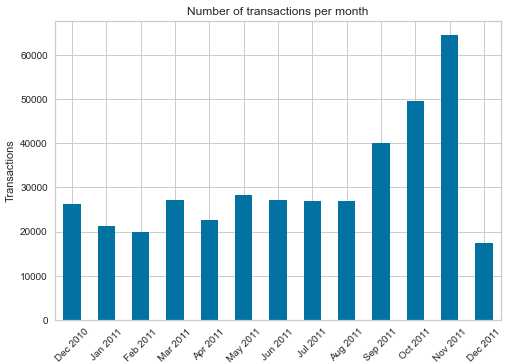 Number of transactions per month
Transactions
60000
50000
40000
30000
20000
10000
0
Dec 2010
Jan 2011
Feb 2011
Mar 2011
Apr 2011
May 2011
Jun 2011
Jul 2011
Aug 2011
Sep 2011
Oct 2011
Nov 2011
Dec 2011